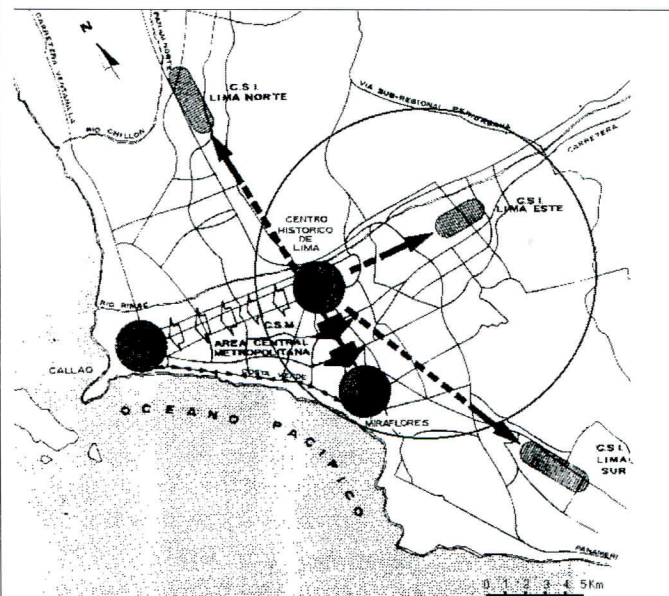 CARRETERA VENTANILLA
N
C.S.I.
LIMA NORTE
RIO CHILLON
VIA SUB-REGIONAL
CARRETERA
C.S.I.
LIMA ESTE
CENTRO
HISTORICO
DE
LIMA
RIO RIMAC
C.S.M.
AREA CENTRAL
METROPOLITANA
CALLAO
COSTA VERDE
MIRAFLORES
OCEANO PACIFICO
C.S.I.
LIMA
SUR
PANAMERI
0 1 2 3 4 5Km